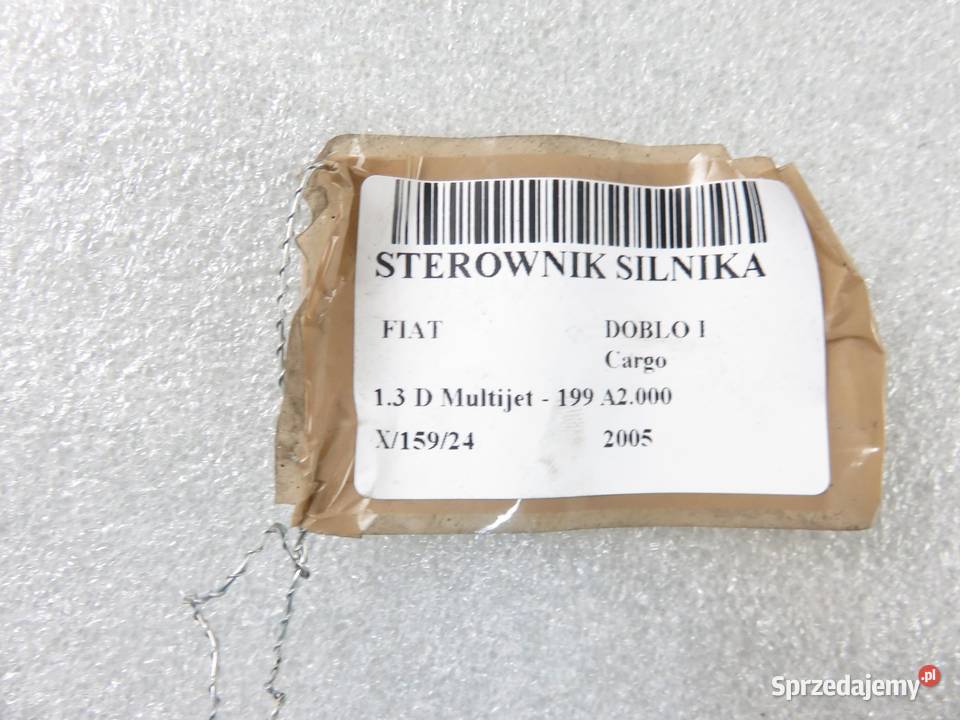 STEROWNIK SILNIKA
FIAT DOBLO I
Cargo
1.3 D Multijet - 199 A2.000
X/159/24 2005
Sprzedajemy.pl